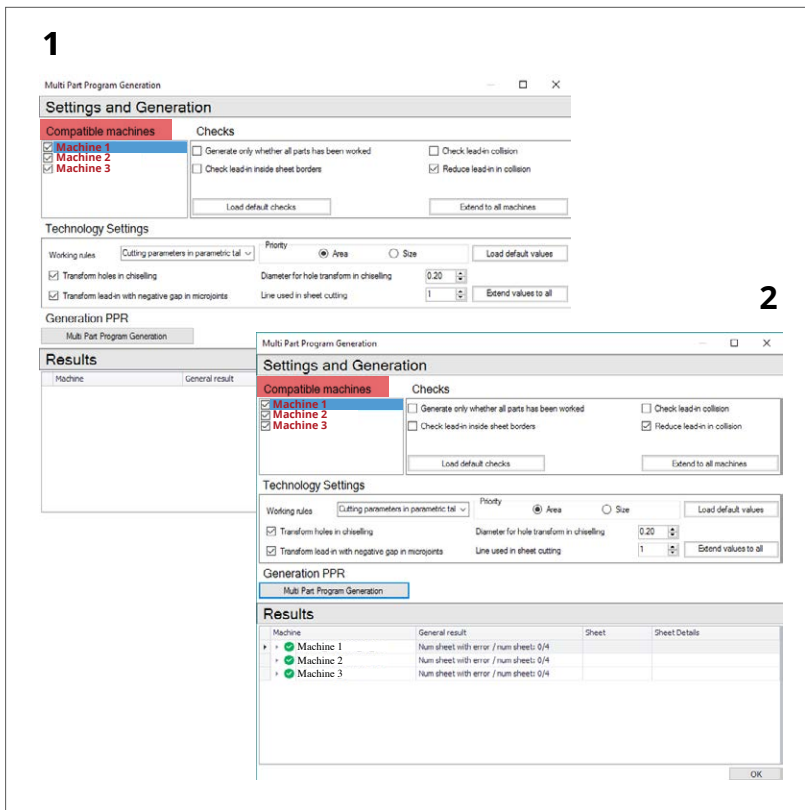 1
Multi Part Program Generation
Settings and Generation
Compatible machines
Checks
Machine 1
Machine 2
Machine 3
Generate only whether all parts has been worked
Check lead-in collision
Check lead-in inside sheet borders
Reduce lead-in in collision
Load default checks
Extend to all machines
Technology Settings
Working rules
Cutting parameters in parametric tal
Priority
Area
Size
Load default values
Transform holes in chiselling
Diameter for hole transform in chiselling
0.20
Transform lead-in with negative gap in microjoints
Line used in sheet cutting
1
Extend values to all
Generation PPR
Multi Part Program Generation
Results
Machine
General result
2
Multi Part Program Generation
Settings and Generation
Compatible machines
Checks
Machine 1
Machine 2
Machine 3
Generate only whether all parts has been worked
Check lead-in collision
Check lead-in inside sheet borders
Reduce lead-in in collision
Load default checks
Extend to all machines
Technology Settings
Working rules
Cutting parameters in parametric tal
Priority
Area
Size
Load default values
Transform holes in chiselling
Diameter for hole transform in chiselling
0.20
Transform lead-in with negative gap in microjoints
Line used in sheet cutting
1
Extend values to all
Generation PPR
Multi Part Program Generation
Results
Machine
General result
Sheet
Sheet Details
Machine 1
Num sheet with error / num sheet: 0/4
Machine 2
Num sheet with error / num sheet: 0/4
Machine 3
Num sheet with error / num sheet: 0/4
OK